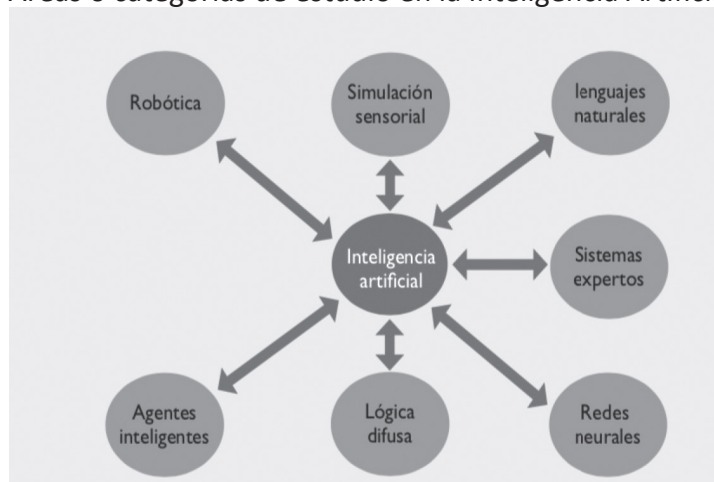 Áreas o categorías de estudio en la Inteligencia
Robótica
Simulación
sensorial
lenguajes
naturales
Inteligencia
artificial
Sistemas
expertos
Agentes
inteligentes
Lógica
difusa
Redes
neurales